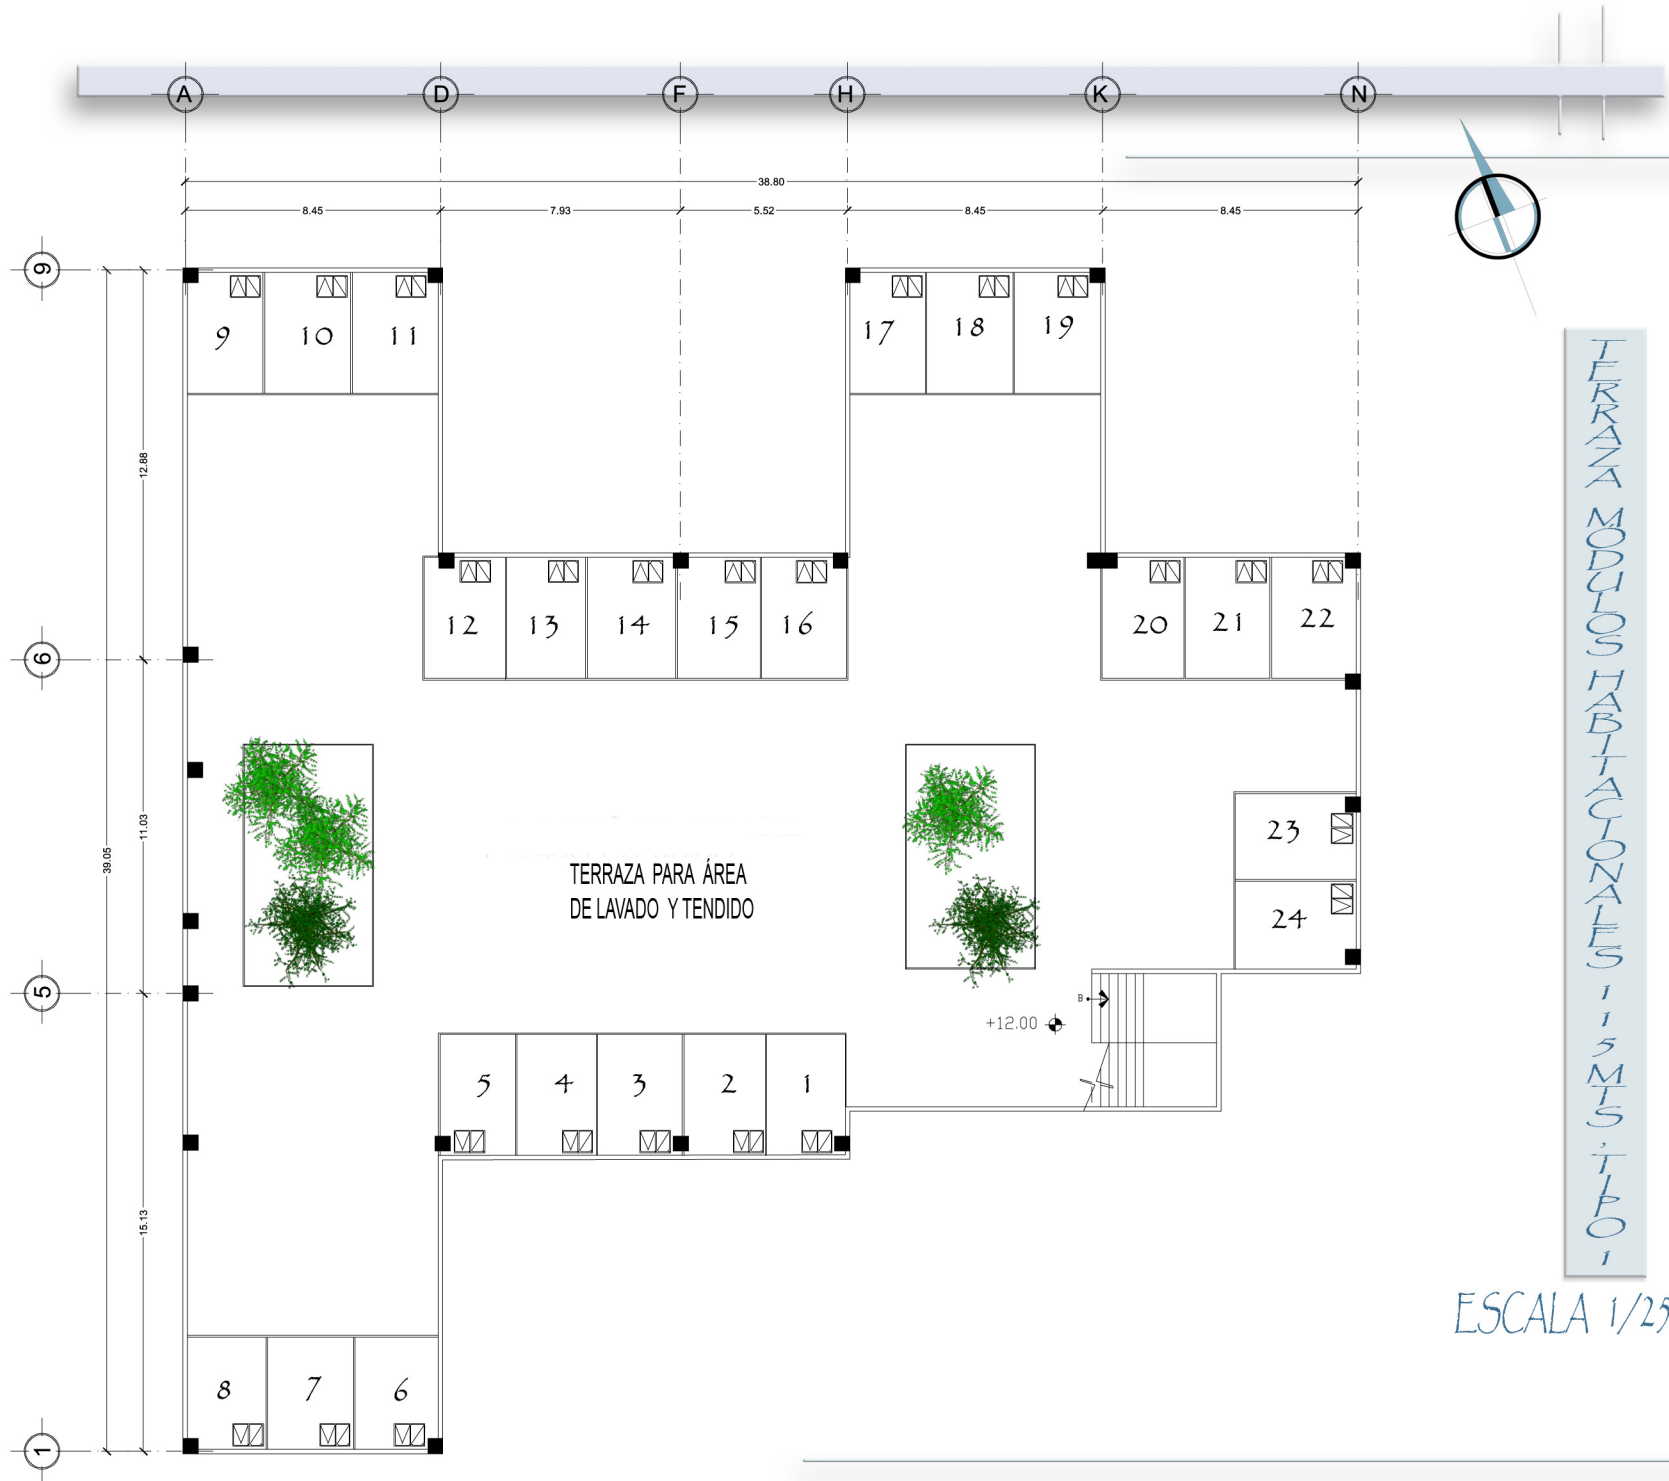 A D F H K N
38.80
8.45 7.93 5.52 8.45 8.45
9
9 10 11 17 18 19
12.88
12 13 14 15 16 20 21 22
6
11.03
39.05
23
TERRAZA PARA ÁREA
DE LAVADO Y TENDIDO
24
5
B
+12.00
5 4 3 2 1
15.13
8 7 6
1
TERRAZA MÓDULOS HABITACIONALES 115MTS, TIPO 1
ESCALA 1/25